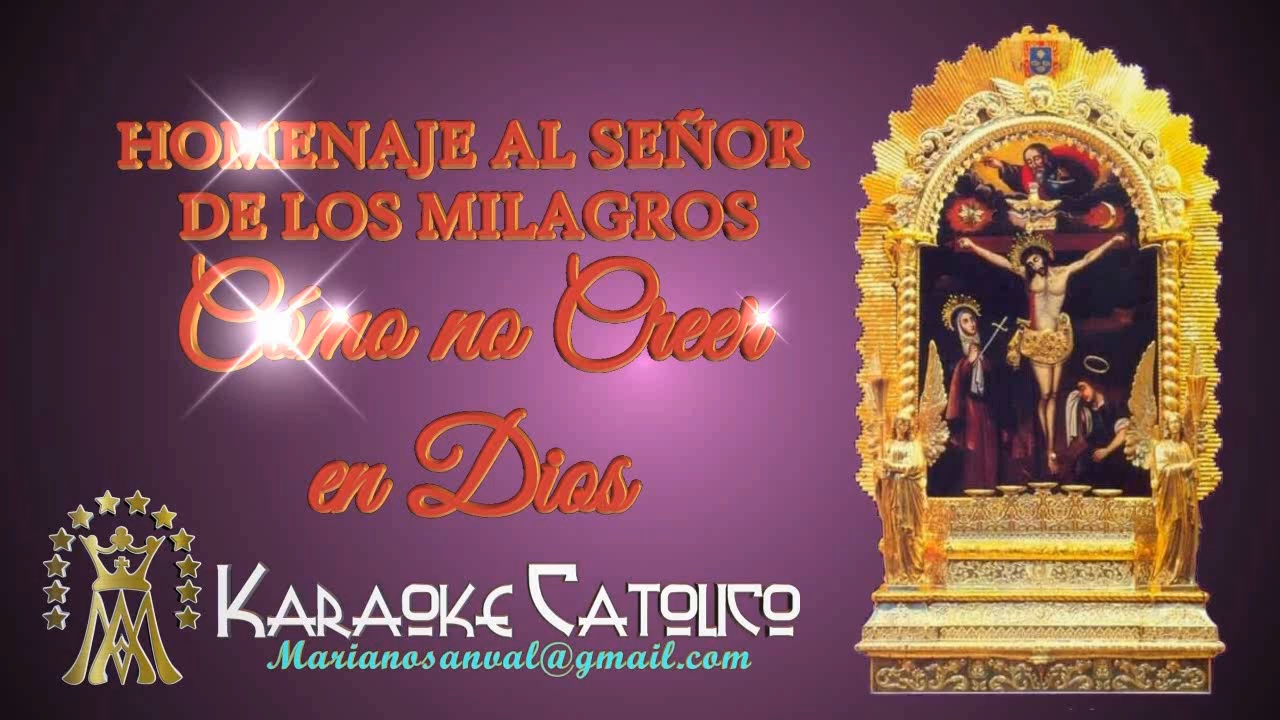 HOMENAJE AL SEÑOR
DE LOS MILAGROS
Cómo no Creer
en Dios
KARAOKE CATOLICO
Marianosanval@gmail.com